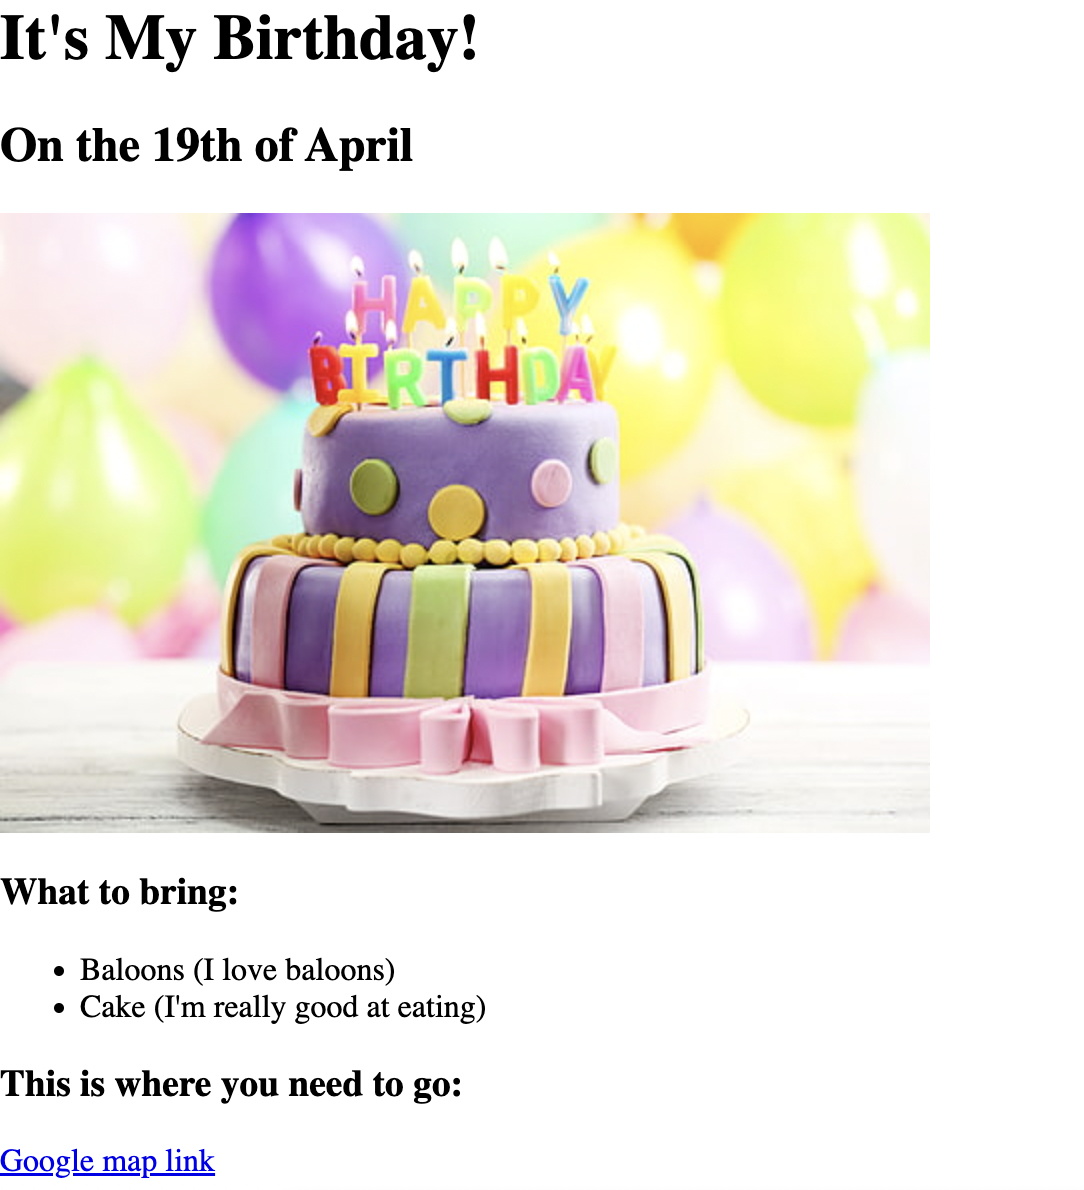 It's My Birthday!
On the 19th of April
HAPPY
BIRTHDAY
What to bring:
Baloons (I love baloons)
Cake (I'm really good at eating)
This is where you need to go:
Google map link